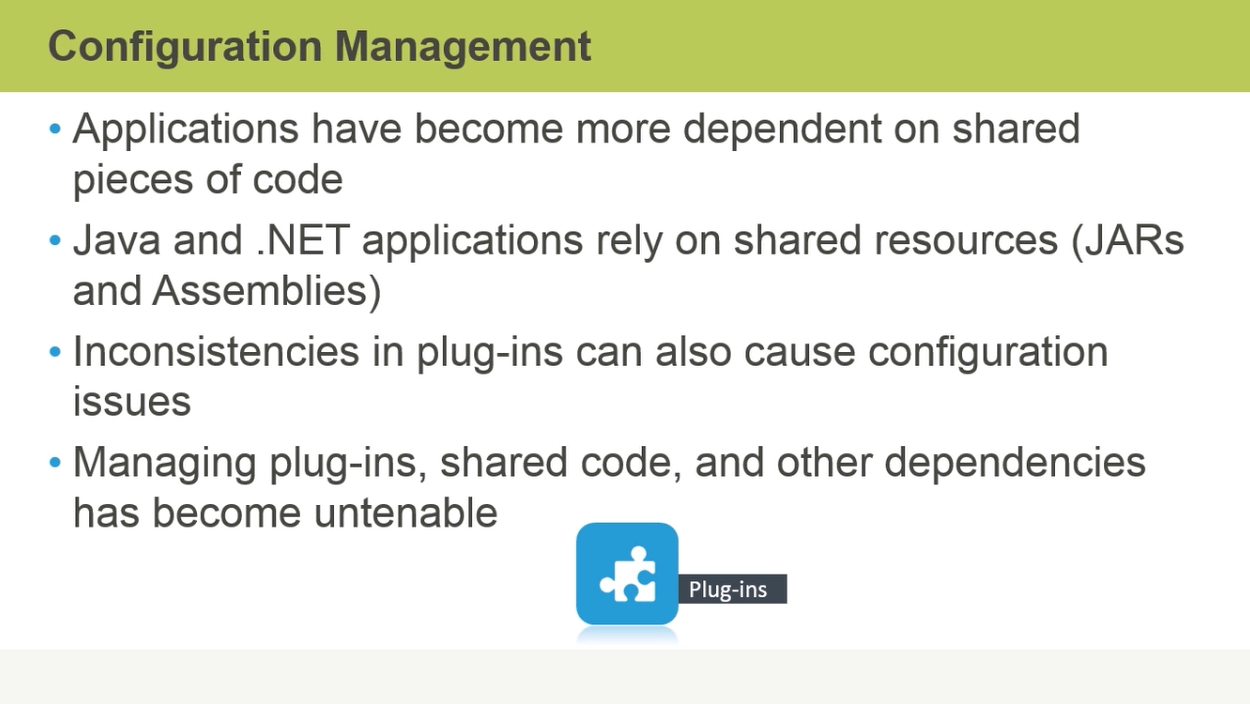 Configuration Management
• Applications have become more dependent on shared
pieces of code
• Java and .NET applications rely on shared resources (JARs
and Assemblies)
• Inconsistencies in plug-ins can also cause configuration
issues
• Managing plug-ins, shared code, and other dependencies
has become untenable
Plug-ins